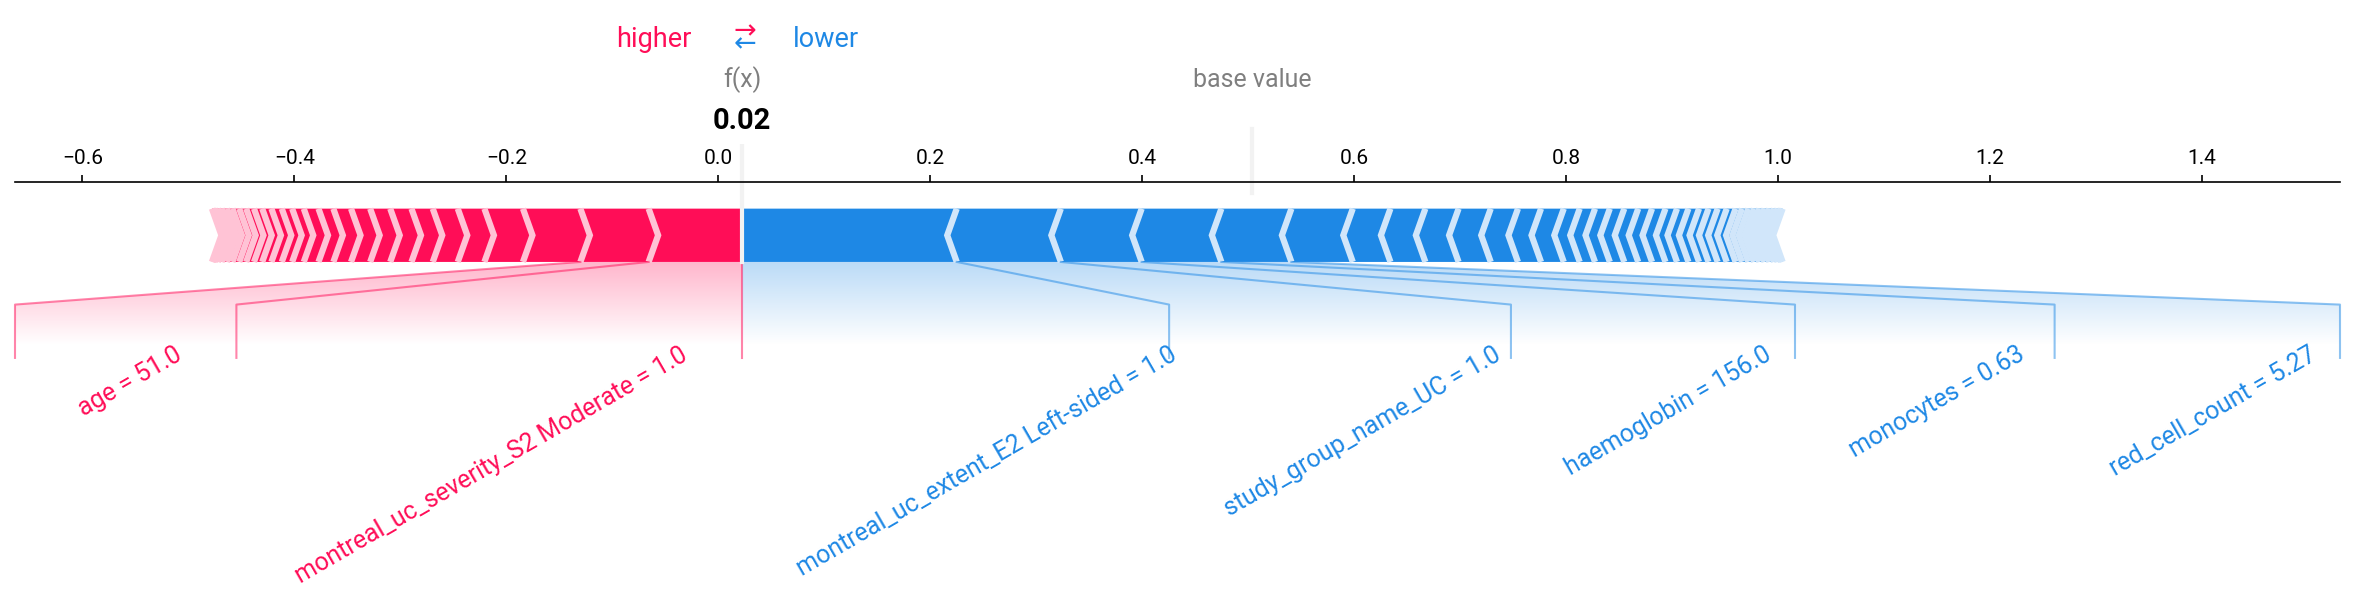 higher ⇄ lower
f(x) base value
0.02
−0.6 −0.4 −0.2 0.0 0.2 0.4 0.6 0.8 1.0 1.2 1.4
age = 51.0
montreal_uc_severity_S2 Moderate = 1.0
montreal_uc_extent_E2 Left-sided = 1.0
study_group_name_UC = 1.0
haemoglobin = 156.0
monocytes = 0.63
red_cell_count = 5.27